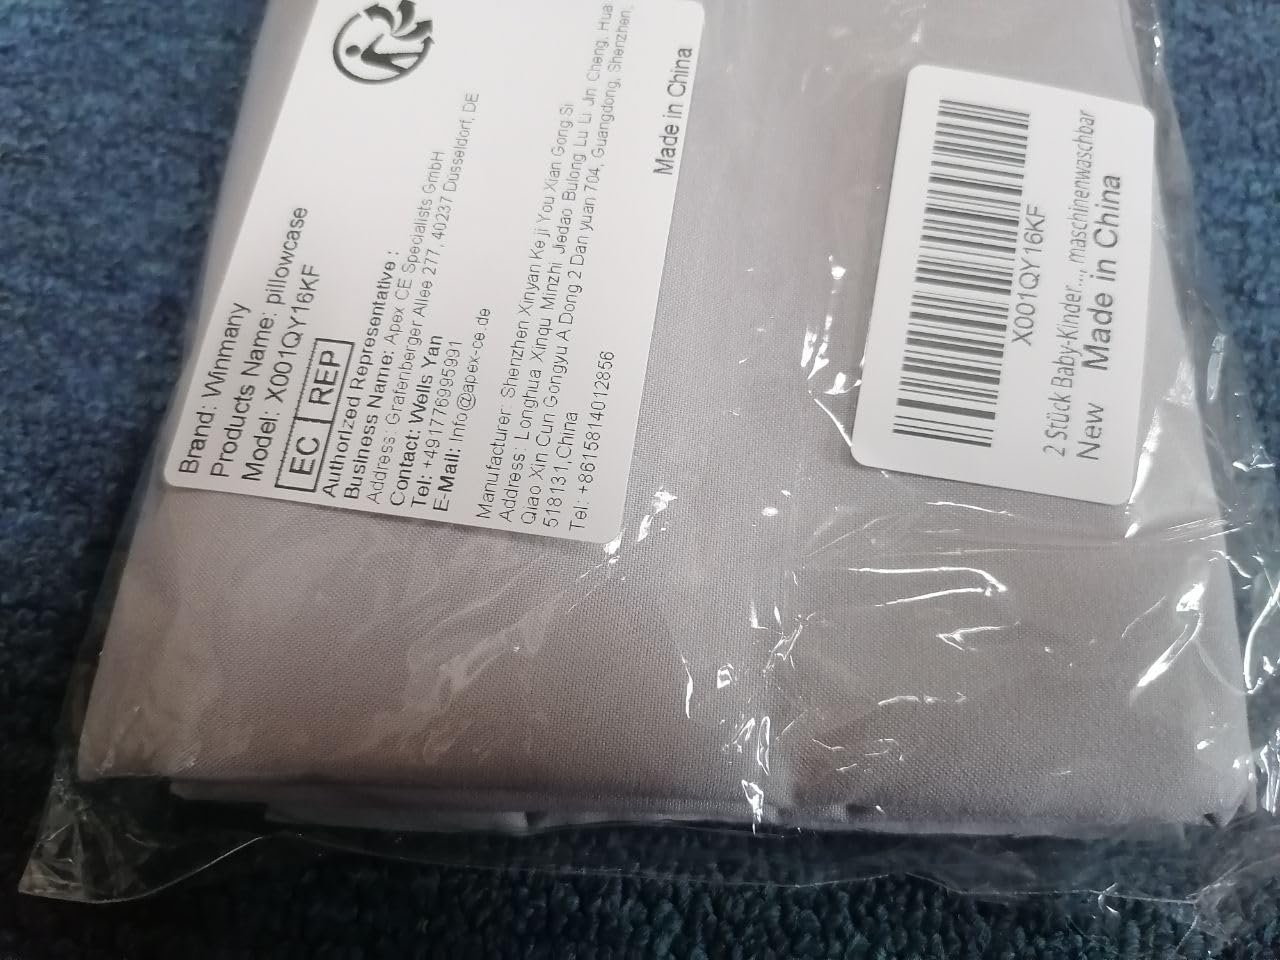 Brand: Winmany
Products Name: pillowcase
Model: X001QY16KF
EC REP
Authorized Representative:
Business Name: Apex CE Specialists GmbH
Address: Grafenberger Allee 277, 40237 Dusseldorf, DE
Contact: Wells Yan
Tel: +4917769959​91
E-Mail: Info@apex-ce.de
Manufacturer: Shenzhen Xinyan Ke ji You Xian Gong Si
Address: Longhua Xinqu Minzhi Jiedao Bulong Lu Li Jin Cheng, Hua
Qiao Xin Cun Gongyu A Dong 2 Dan yuan 704, Guangdong, Shenzhen,
518131,China
Tel: +8615814012856
Made in China
X001QY16KF
2 Stück Baby-Kinder..., maschinenwaschbar
New Made in China